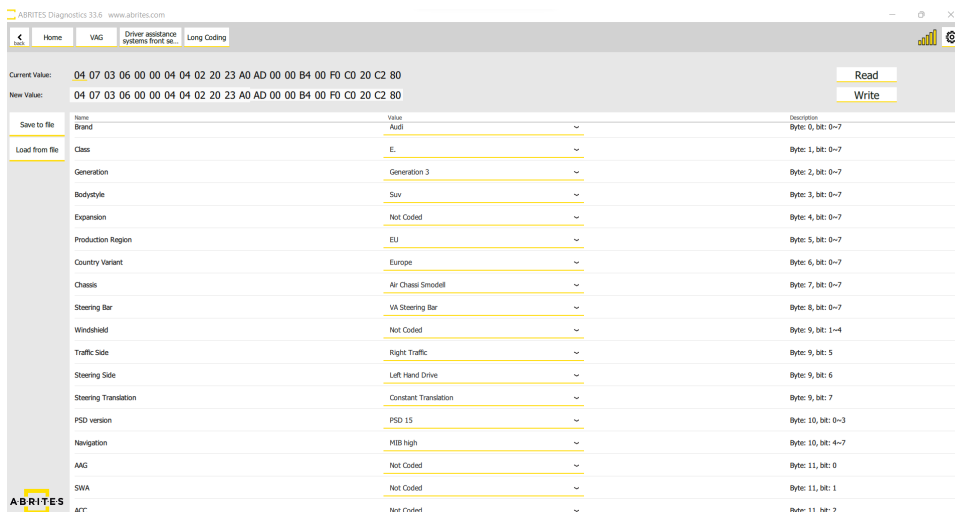 ABRITES Diagnostics 33.6 www.abrites.com
back Home VAG Driver assistance systems front se... Long Coding
Current Value: 04 07 03 06 00 00 04 04 02 20 23 A0 AD 00 00 B4 00 F0 C0 20 C2 80 Read
New Value: 04 07 03 06 00 00 04 04 02 20 23 A0 AD 00 00 B4 00 F0 C0 20 C2 80 Write
Save to file
Load from file
Name Value Description
Brand Audi Byte: 0, bit: 0~7
Class E. Byte: 1, bit: 0~7
Generation Generation 3 Byte: 2, bit: 0~7
Bodystyle Suv Byte: 3, bit: 0~7
Expansion Not Coded Byte: 4, bit: 0~7
Production Region EU Byte: 5, bit: 0~7
Country Variant Europe Byte: 6, bit: 0~7
Chassis Air Chassi Smodell Byte: 7, bit: 0~7
Steering Bar VA Steering Bar Byte: 8, bit: 0~7
Windshield Not Coded Byte: 9, bit: 1~4
Traffic Side Right Traffic Byte: 9, bit: 5
Steering Side Left Hand Drive Byte: 9, bit: 6
Steering Translation Constant Translation Byte: 9, bit: 7
PSD version PSD 15 Byte: 10, bit: 0~3
Navigation MIB high Byte: 10, bit: 4~7
AAG Not Coded Byte: 11, bit: 0
SWA Not Coded Byte: 11, bit: 1
ACC Not Coded Byte: 11, bit: 2
ABRITES